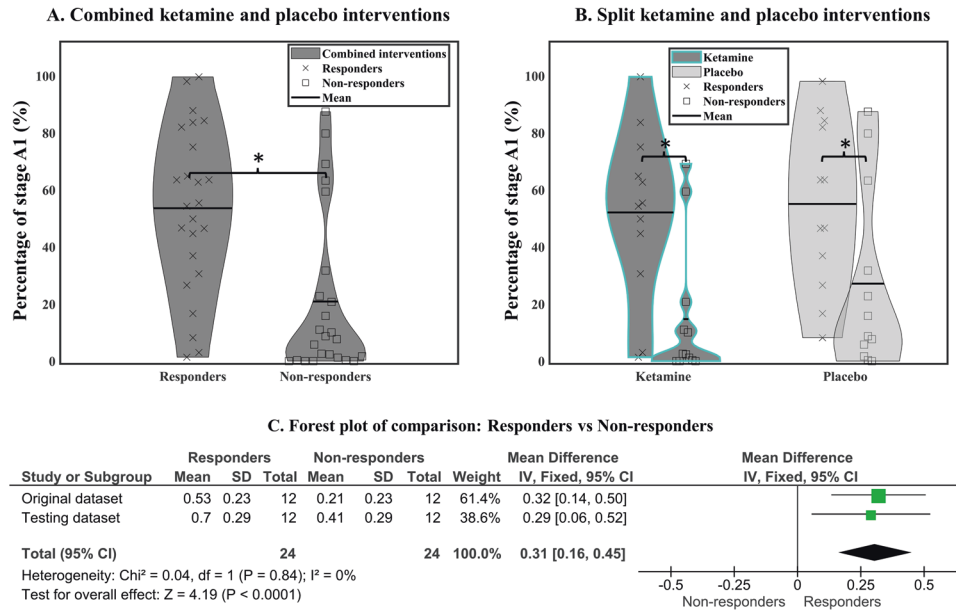 A. Combined ketamine and placebo interventions
Percentage of stage A1 (%)
100
80
60
40
20
0
Combined interventions
Responders
Non-responders
Mean
*
Responders
Non-responders
B. Split ketamine and placebo interventions
Percentage of stage A1 (%)
100
80
60
40
20
0
Ketamine
Placebo
Responders
Non-responders
Mean
*
*
Ketamine
Placebo
C. Forest plot of comparison: Responders vs Non-responders
Responders Non-responders Mean Difference Mean Difference
Study or Subgroup Mean SD Total Mean SD Total Weight IV, Fixed, 95% CI IV, Fixed, 95% CI
Original dataset 0.53 0.23 12 0.21 0.23 12 61.4% 0.32 [0.14, 0.50]
Testing dataset 0.7 0.29 12 0.41 0.29 12 38.6% 0.29 [0.06, 0.52]
Total (95% CI) 24 24 100.0% 0.31 [0.16, 0.45]
Heterogeneity: Chi² = 0.04, df = 1 (P = 0.84); I² = 0%
Test for overall effect: Z = 4.19 (P < 0.0001)
-0.5 -0.25 0 0.25 0.5
Non-responders Responders